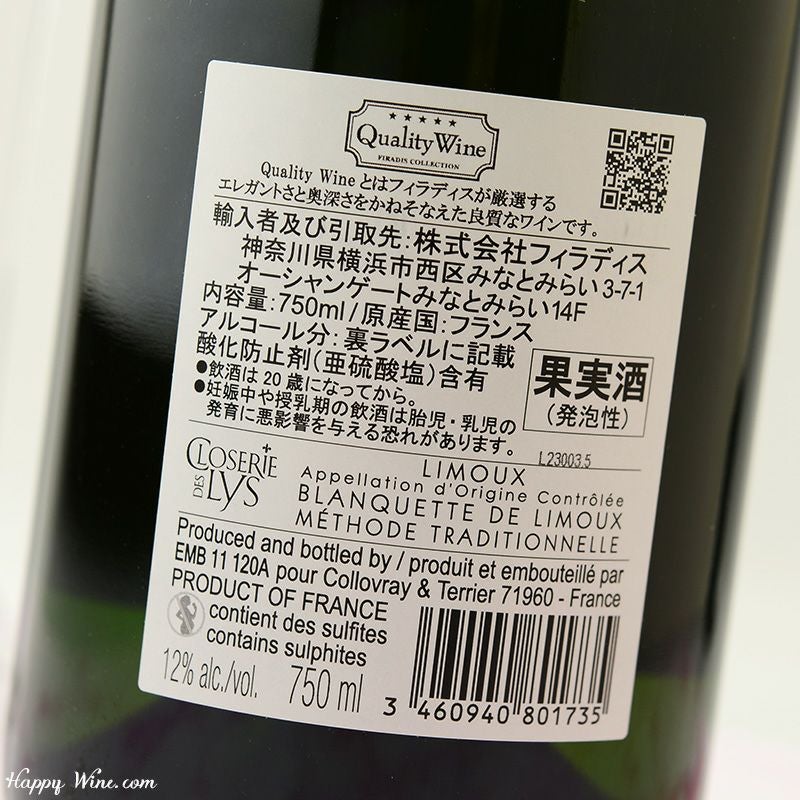 ★★★★★
Quality Wine
FIRADIS COLLECTION
Quality Wine とはフィラディスが厳選する
エレガントさと奥深さをかねそなえた良質なワインです。
輸入者及び引取先：株式会社フィラディス
神奈川県横浜市西区みなとみらい 3-7-1
オーシャンゲートみなとみらい14F
内容量：750ml / 原産国：フランス
アルコール分：裏ラベルに記載
酸化防止剤（亜硫酸塩）含有
●飲酒は 20 歳になってから。
●妊娠中や授乳期の飲酒は胎児・乳児の
発育に悪影響を与える恐れがあります。
果実酒
（発泡性）
L23003.5
CLOSERIE
DES LYS
LIMOUX
Appellation d'Origine Contrôlée
BLANQUETTE DE LIMOUX
MÉTHODE TRADITIONNELLE
Produced and bottled by / produit et embouteillé par
EMB 11 120A pour Collovray & Terrier 71960 - France
PRODUCT OF FRANCE
contient des sulfites
contains sulphites
12% alc./vol. 750 ml
3 460940 801735
Happy Wine.com